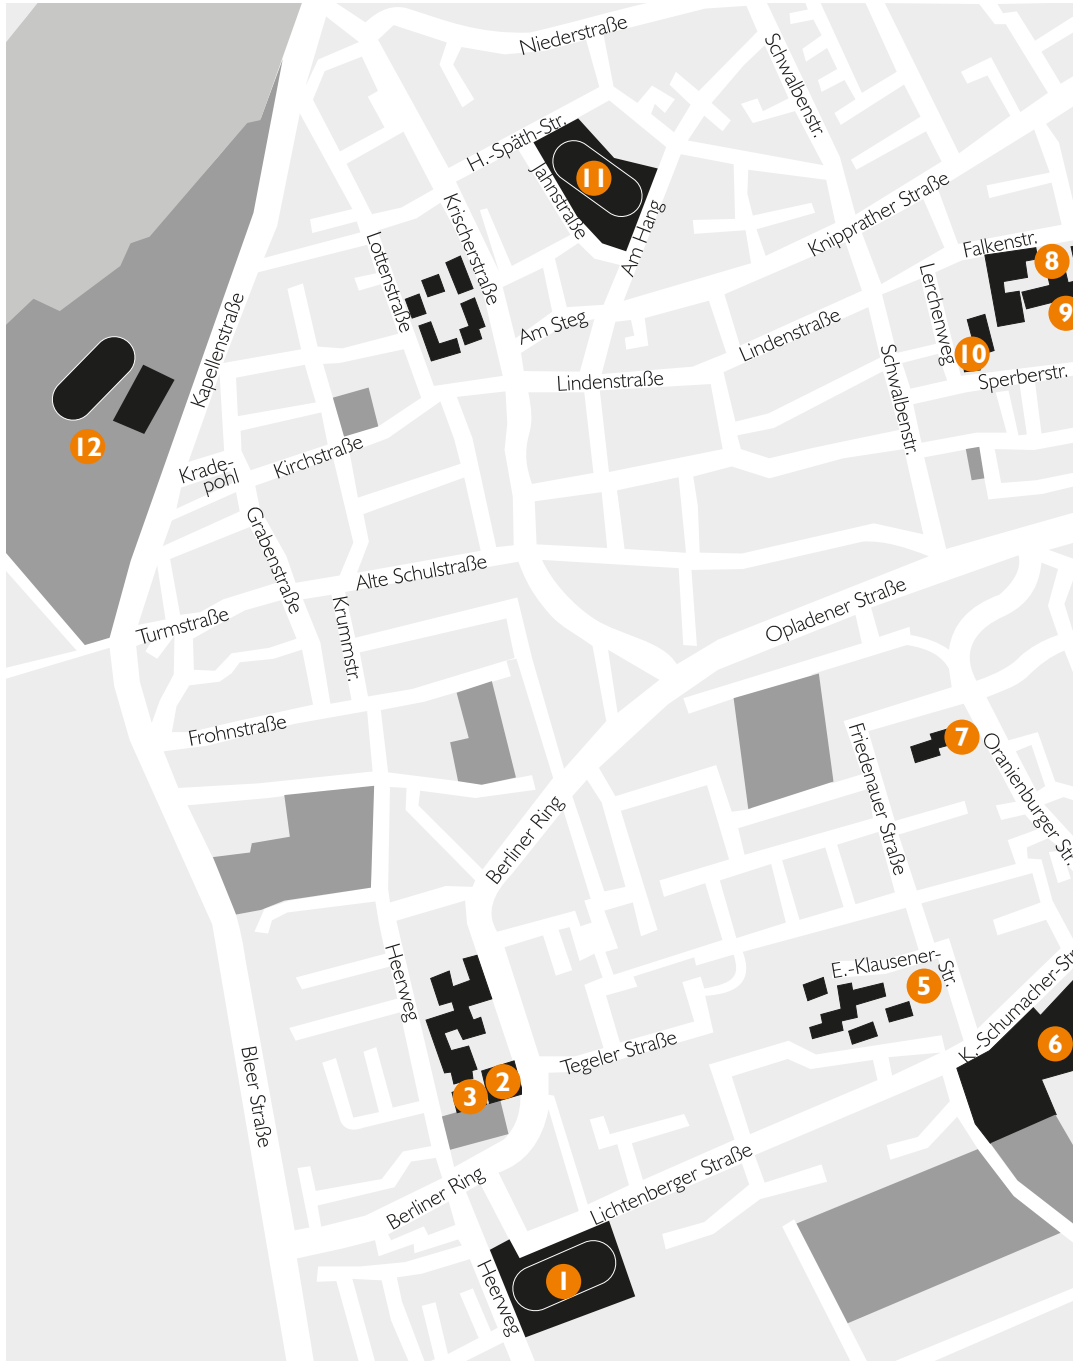 Niederstraße
Schwalbenstr.
H.-Späth-Str.
11
Jahnstraße
Am Hang
Krischerstraße
Lottenstraße
Knipprather Straße
Falkenstr.
8
Lerchenweg
9
10
Sperberstr.
Kapellenstraße
Am Steg
Lindenstraße
Lindenstraße
Schwalbenstr.
12
Krade-
pohl
Kirchstraße
Grabenstraße
Alte Schulstraße
Krummstr.
Turmstraße
Opladener Straße
Frohnstraße
Friedenauer Straße
7
Oranienburger Str.
Berliner Ring
Heerweg
E.-Klausener-
Str.
5
K.-Schumacher-Str
6
Bleer Straße
Tegeler Straße
2
3
Berliner Ring
Lichtenberger Straße
Heerweg
1